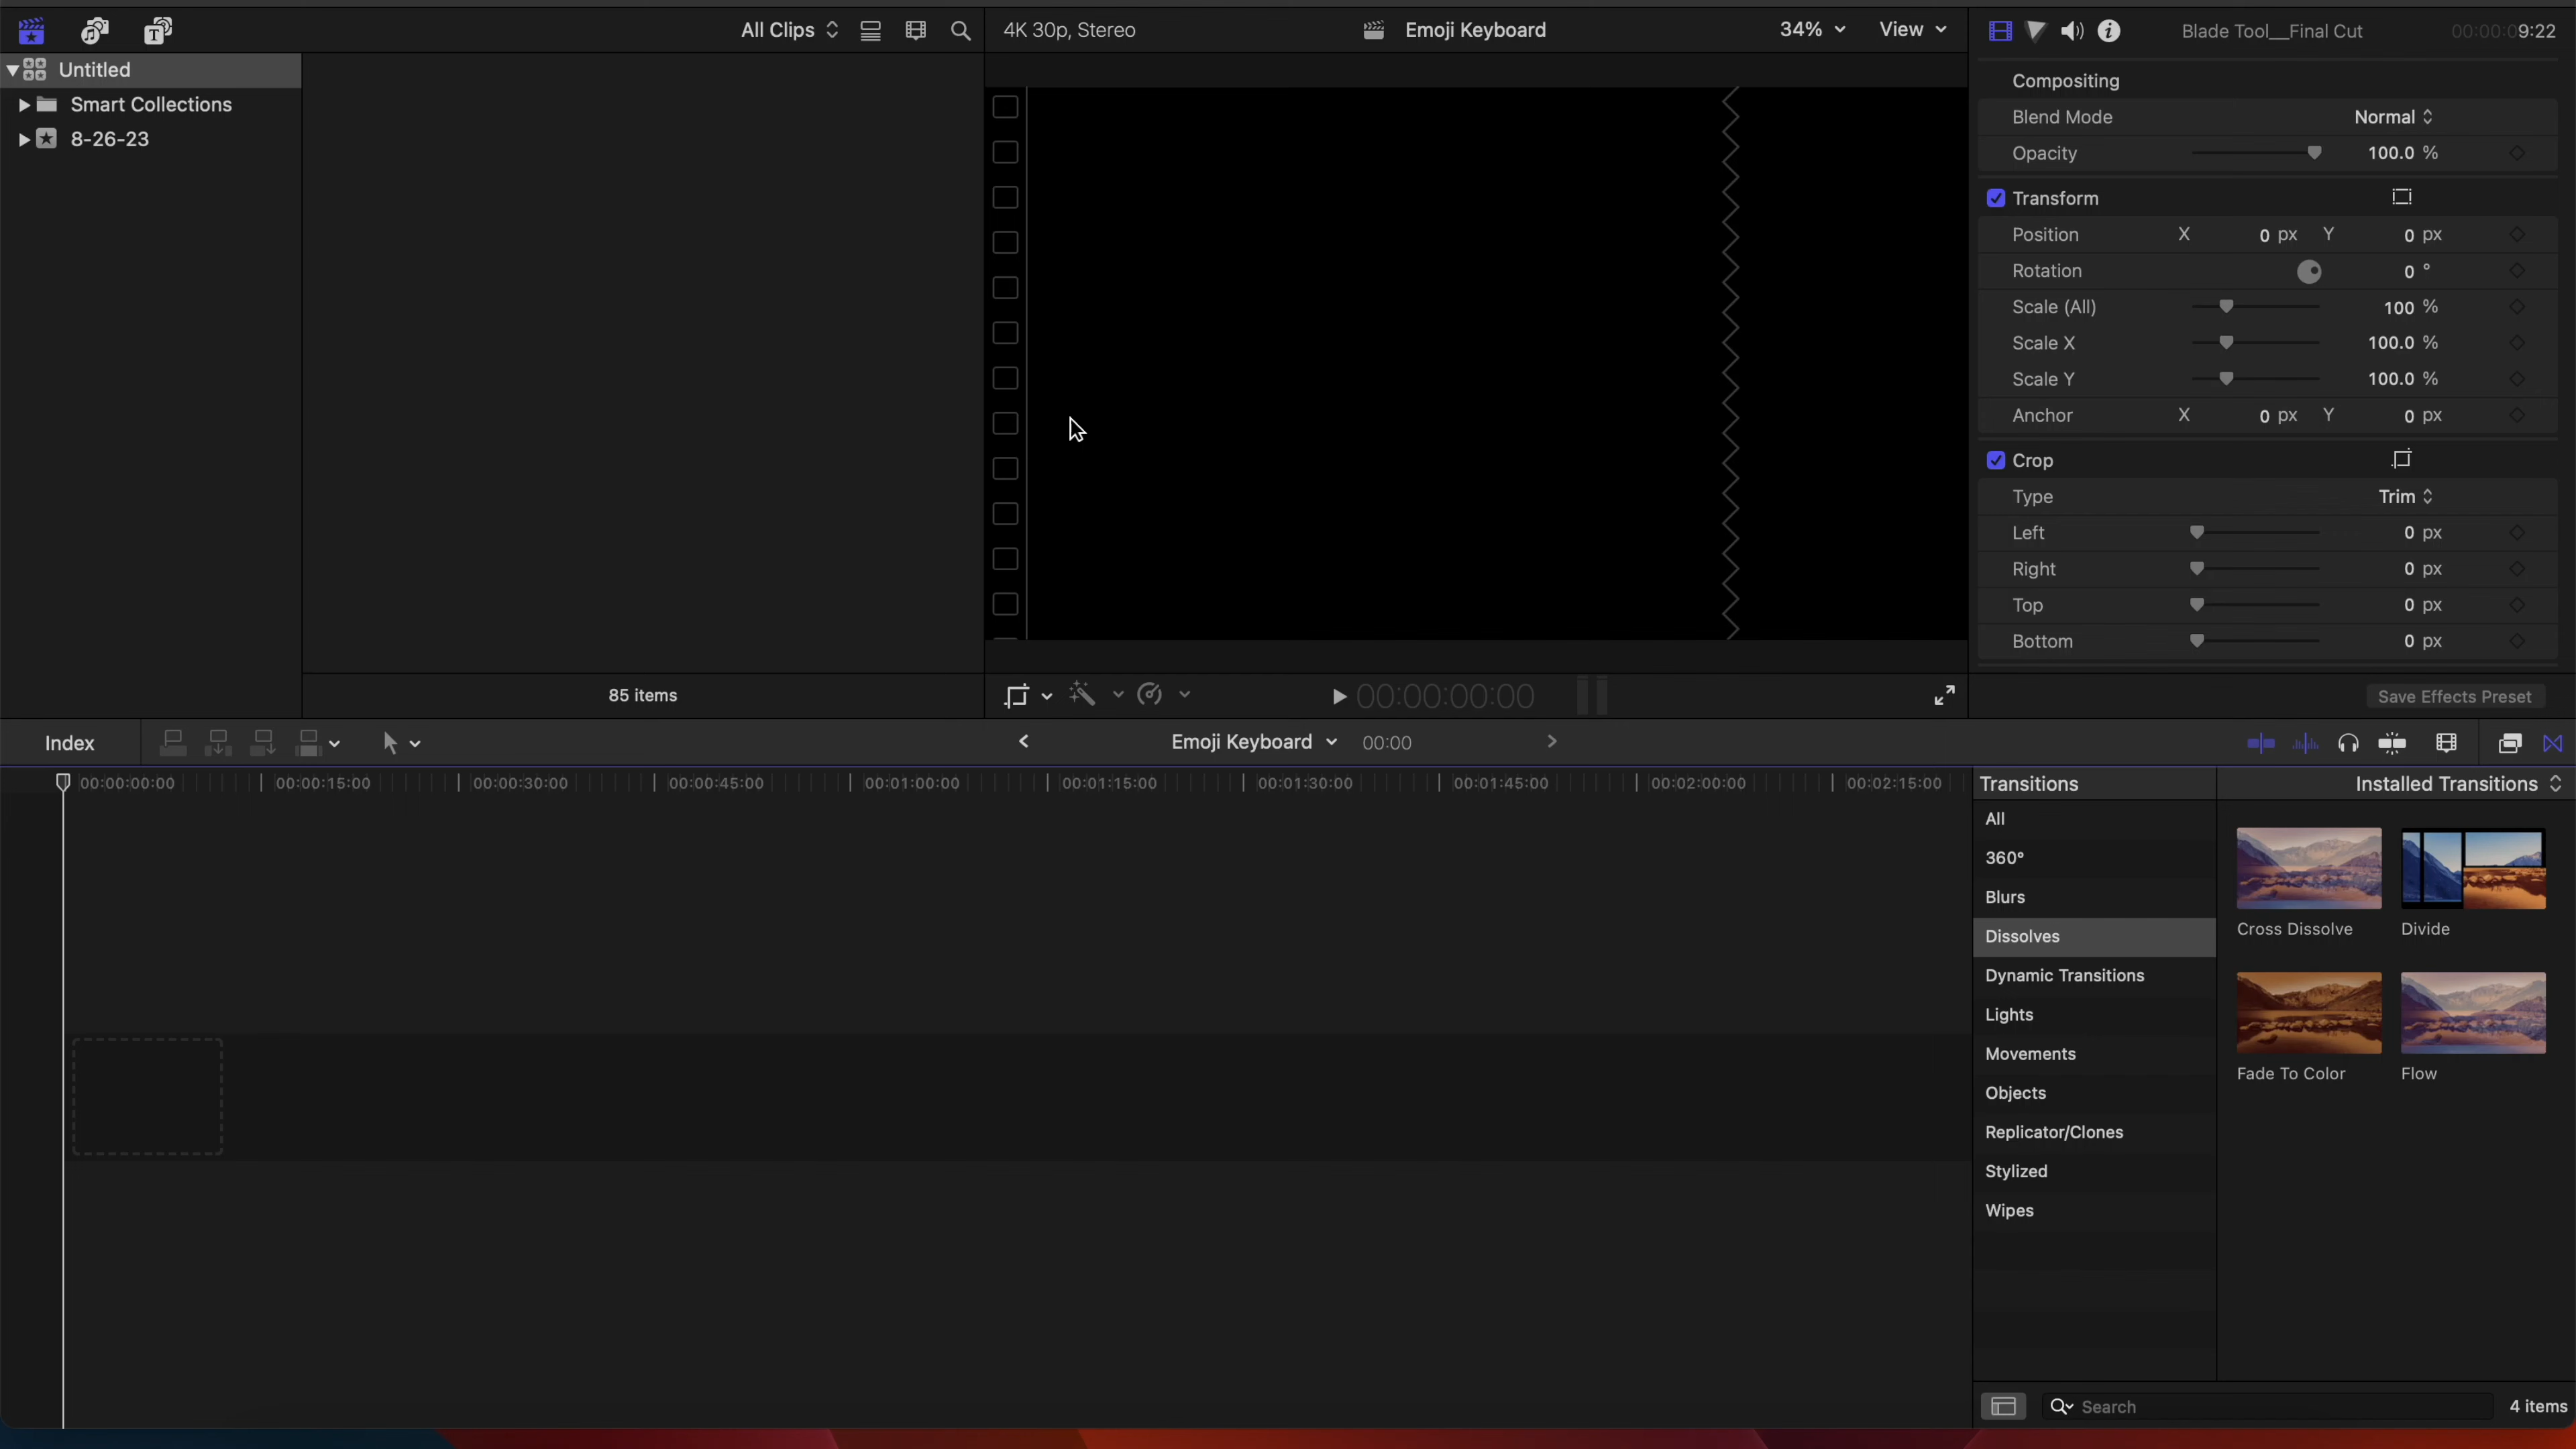 All Clips
4K 30p, Stereo
Emoji Keyboard
34%
View
Blade Tool__Final Cut
00:00:09:22
Untitled
Smart Collections
8-26-23
85 items
00:00:00:00
Compositing
Blend Mode Normal
Opacity 100.0 %
Transform
Position X 0 px Y 0 px
Rotation 0 °
Scale (All) 100 %
Scale X 100.0 %
Scale Y 100.0 %
Anchor X 0 px Y 0 px
Crop
Type Trim
Left 0 px
Right 0 px
Top 0 px
Bottom 0 px
Save Effects Preset
Index
Emoji Keyboard 00:00
00:00:00:00 00:00:15:00 00:00:30:00 00:00:45:00 00:01:00:00 00:01:15:00 00:01:30:00 00:01:45:00 00:02:00:00 00:02:15:00
Transitions
Installed Transitions
All
360°
Blurs
Dissolves
Dynamic Transitions
Lights
Movements
Objects
Replicator/Clones
Stylized
Wipes
Cross Dissolve
Divide
Fade To Color
Flow
Search
4 items